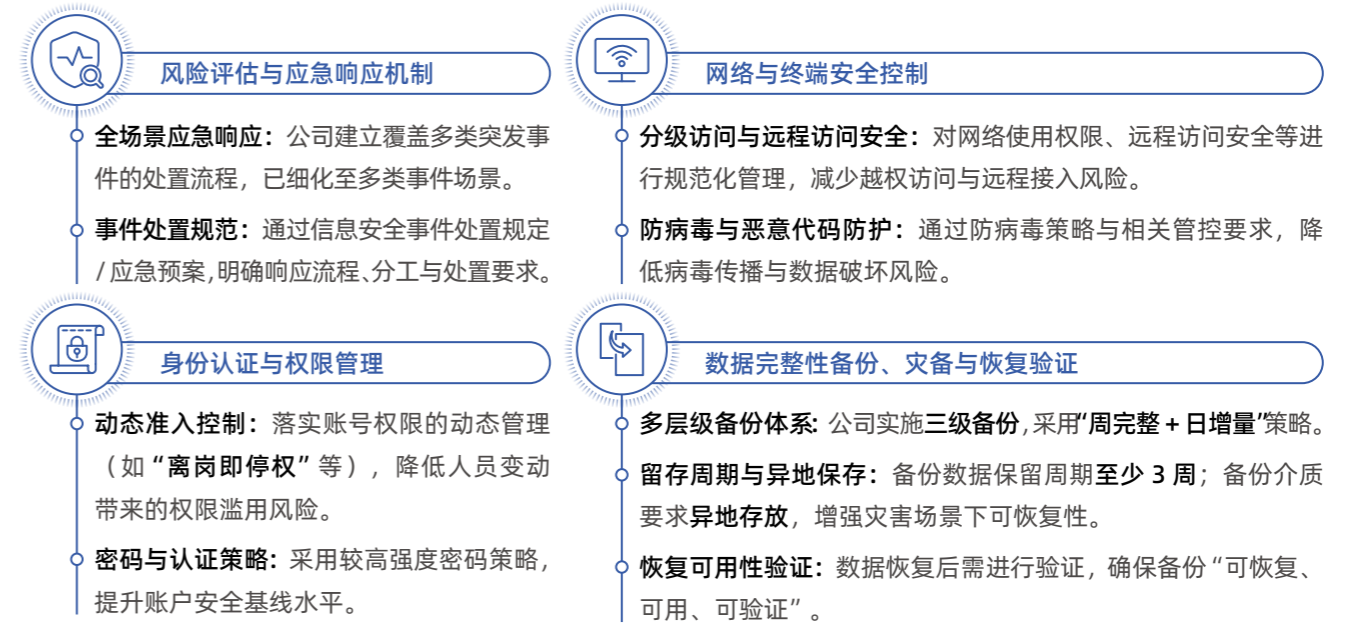 风险评估与应急响应机制
全场景应急响应：公司建立覆盖多类突发事
件的处置流程，已细化至多类事件场景。
事件处置规范：通过信息安全事件处置规定
/应急预案，明确响应流程、分工与处置要求。
网络与终端安全控制
分级访问与远程访问安全：对网络使用权限、远程访问安全等进
行规范化管理，减少越权访问与远程接入风险。
防病毒与恶意代码防护：通过防病毒策略与相关管控要求，降
低病毒传播与数据破坏风险。
身份认证与权限管理
动态准入控制：落实账号权限的动态管理
（如“离岗即停权”等），降低人员变动
带来的权限滥用风险。
密码与认证策略：采用较高强度密码策略，
提升账户安全基线水平。
数据完整性备份、灾备与恢复验证
多层级备份体系：公司实施三级备份，采用“周完整+日增量”策略。
留存周期与异地保存：备份数据保留周期至少 3 周；备份介质
要求异地存放，增强灾害场景下可恢复性。
恢复可用性验证：数据恢复后需进行验证，确保备份“可恢复、
可用、可验证”。